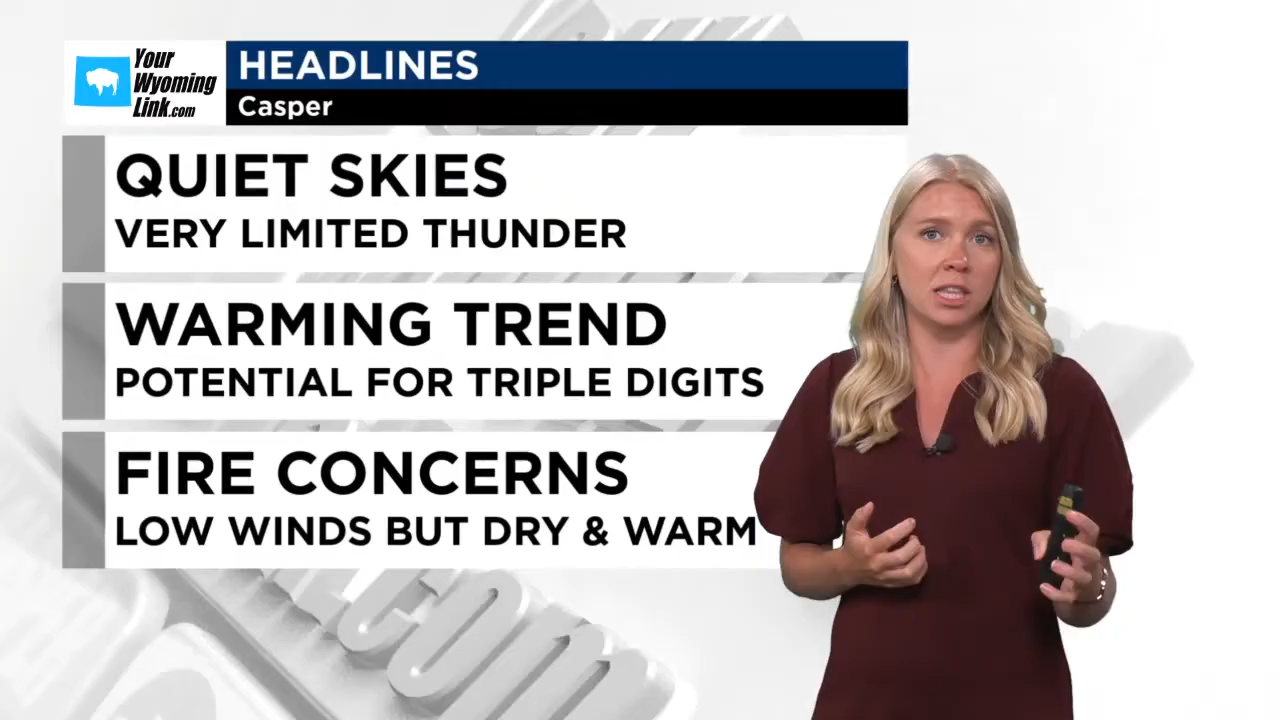 Your
Wyoming
Link.com
HEADLINES
Casper
QUIET SKIES
VERY LIMITED THUNDER
WARMING TREND
POTENTIAL FOR TRIPLE DIGITS
FIRE CONCERNS
LOW WINDS BUT DRY & WARM